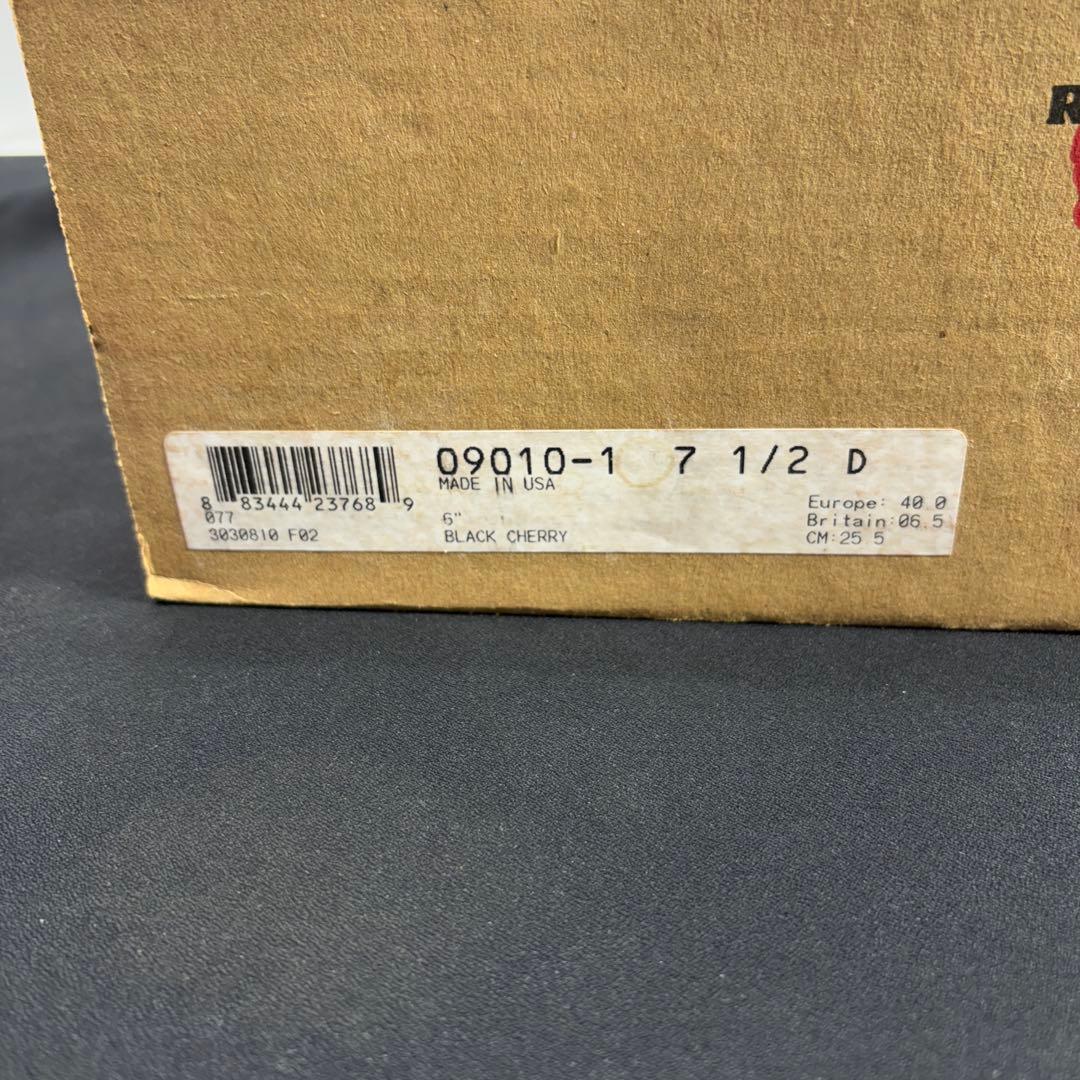 R
09010-1 7 1/2 D
MADE IN USA
8 83444 23768 9
077
3030810 F02
6"
BLACK CHERRY
Europe: 40.0
Britain:06.5
CM:25 5